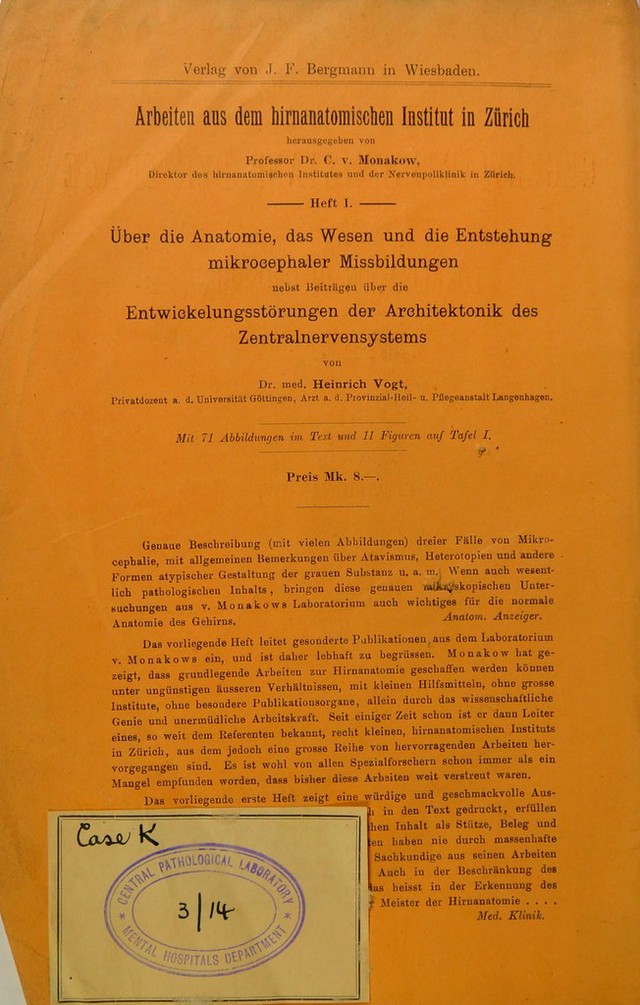 Verlag von J. F. Bergmann in Wiesbaden.
Arbeiten aus dem hirnanatomischen Institut in Zürich
herausgegeben von
Professor Dr. C. v. Monakow,
Direktor des hirnanatomischen Institutes und der Nervenpoliklinik in Zürich.
Heft I.
Über die Anatomie, das Wesen und die Entstehung
mikrocephaler Missbildungen
nebst Beiträgen über die
Entwickelungsstörungen der Architektonik des
Zentralnervensystems
von
Dr. med. Heinrich Vogt,
Privatdozent a. d. Universität Göttingen, Arzt a. d. Provinzial-Heil- u. Pflegeanstalt Langenhagen.
Mit 71 Abbildungen im Text und 11 Figuren auf Tafel I.
Preis Mk. 8.—.
Genaue Beschreibung (mit vielen Abbildungen) dreier Fälle von Mikro-
cephalie, mit allgemeinen Bemerkungen über Atavismus, Heterotopien und andere
Formen atypischer Gestaltung der grauen Substanz u. a. m. Wenn auch wesent-
lich pathologischen Inhalts, bringen diese genauen mikroskopischen Unter-
suchungen aus v. Monakows Laboratorium auch wichtiges für die normale
Anatomie des Gehirns. Anatom. Anzeiger.
Das vorliegende Heft leitet gesonderte Publikationen aus dem Laboratorium
v. Monakows ein, und ist daher lebhaft zu begrüssen. Monakow hat ge-
zeigt, dass grundlegende Arbeiten zur Hirnanatomie geschaffen werden können
unter ungünstigen äusseren Verhältnissen, mit kleinen Hilfsmitteln, ohne grosse
Institute, ohne besondere Publikationsorgane, allein durch das wissenschaftliche
Genie und unermüdliche Arbeitskraft. Seit einiger Zeit schon ist er dann Leiter
eines, so weit dem Referenten bekannt, recht kleinen, hirnanatomischen Instituts
in Zürich, aus dem jedoch eine grosse Reihe von hervorragenden Arbeiten her-
vorgegangen sind. Es ist wohl von allen Spezialforschern schon immer als ein
Mangel empfunden worden, dass bisher diese Arbeiten weit verstreut waren.
Das vorliegende erste Heft zeigt eine würdige und geschmackvolle Aus-
in den Text gedruckt, erfüllen
hen Inhalt als Stütze, Beleg und
ten haben nie durch massenhafte
Sachkundige aus seinen Arbeiten
Auch in der Beschränkung des
das heisst in der Erkennung des
Meister der Hirnanatomie . . . .
Med. Klinik.
Case K
CENTRAL PATHOLOGICAL LABORATORY
3/14
MENTAL HOSPITALS DEPARTMENT